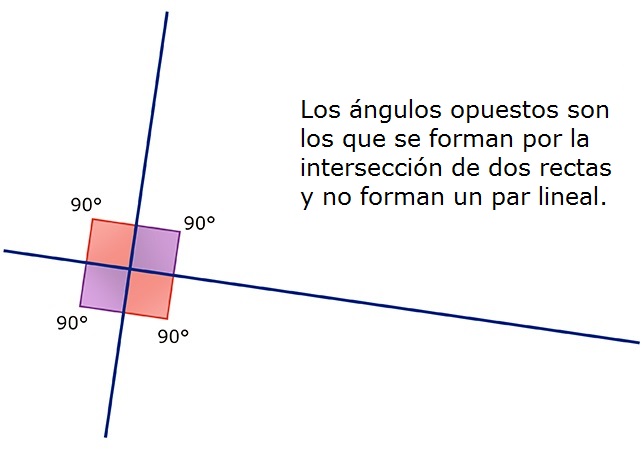 Los ángulos opuestos son
los que se forman por la
intersección de dos rectas
y no forman un par lineal.
90°
90°
90°
90°